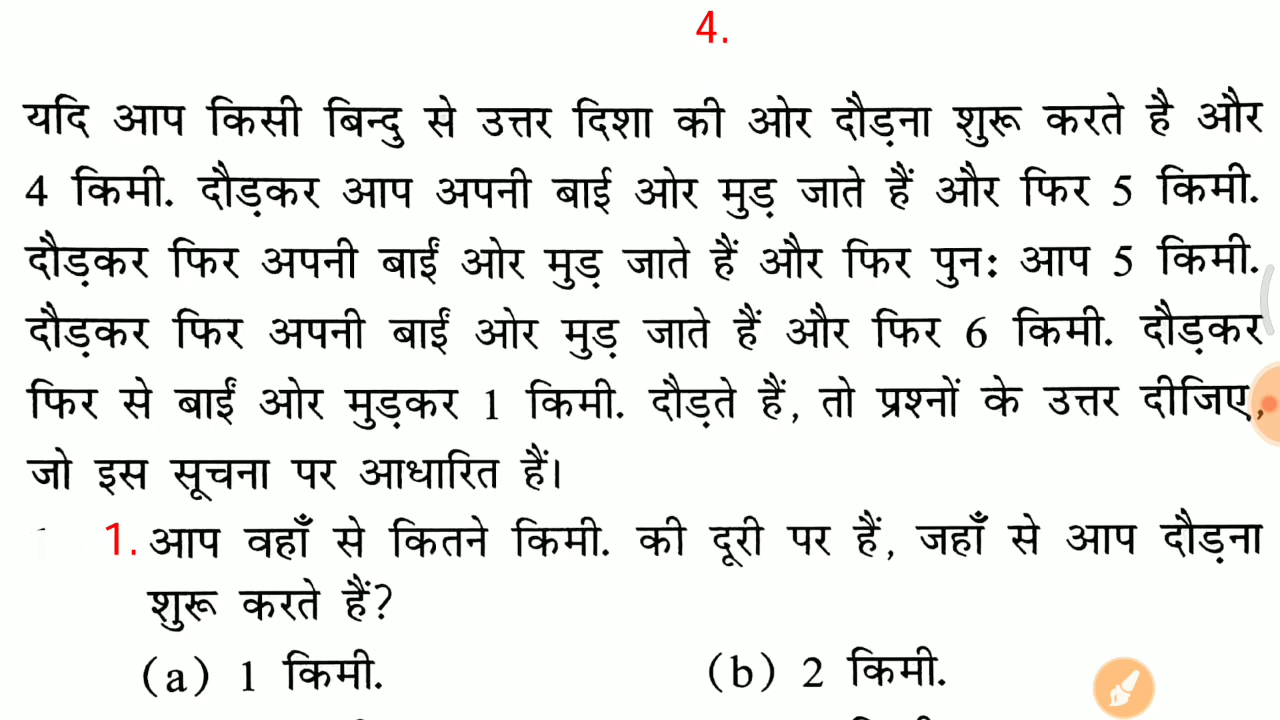 4.
यदि आप किसी बिन्दु से उत्तर दिशा की ओर दौड़ना शुरू करते है और
4 किमी. दौड़कर आप अपनी बाई ओर मुड़ जाते हैं और फिर 5 किमी.
दौड़कर फिर अपनी बाईं ओर मुड़ जाते हैं और फिर पुनः आप 5 किमी.
दौड़कर फिर अपनी बाईं ओर मुड़ जाते हैं और फिर 6 किमी. दौड़कर
फिर से बाईं ओर मुड़कर 1 किमी. दौड़ते हैं, तो प्रश्नों के उत्तर दीजिए,
जो इस सूचना पर आधारित हैं।
1. आप वहाँ से कितने किमी. की दूरी पर हैं, जहाँ से आप दौड़ना
शुरू करते हैं?
(a) 1 किमी. (b) 2 किमी.